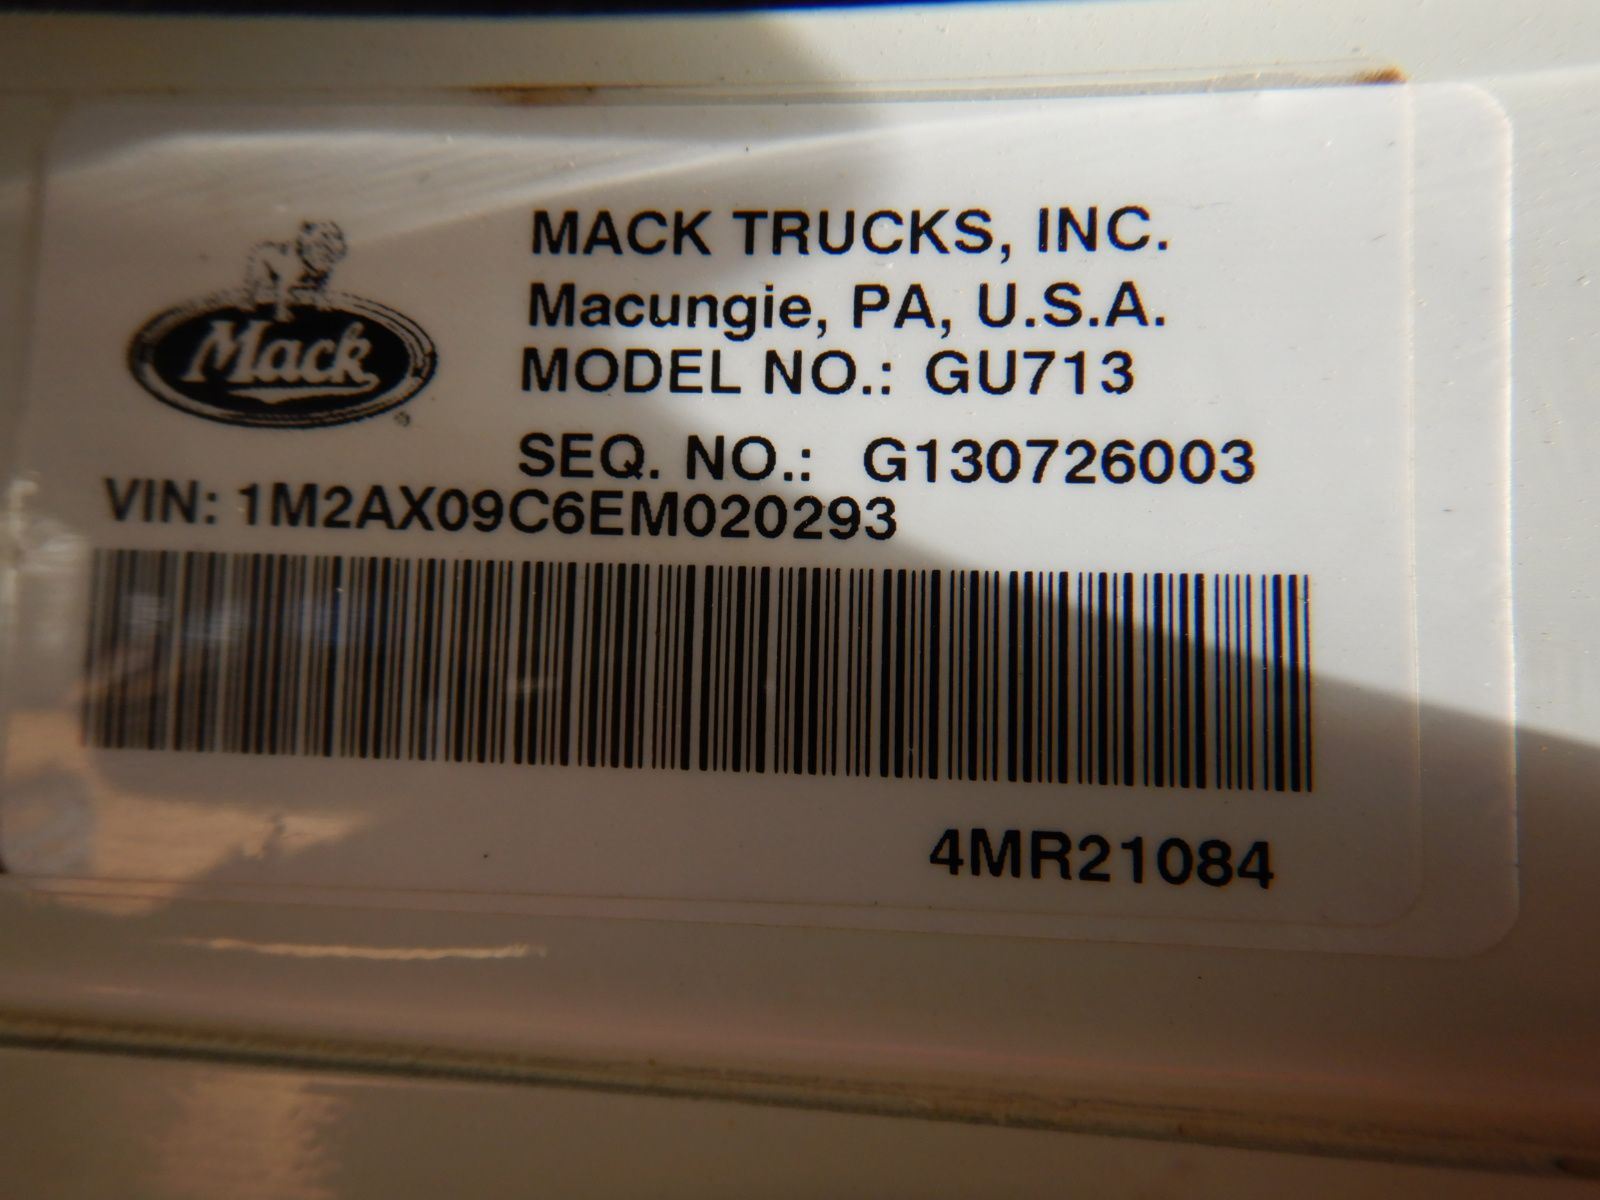 Mack
®
MACK TRUCKS, INC.
Macungie, PA, U.S.A.
MODEL NO.: GU713
SEQ. NO.: G130726003
VIN: 1M2AX09C6EM020293
4MR21084